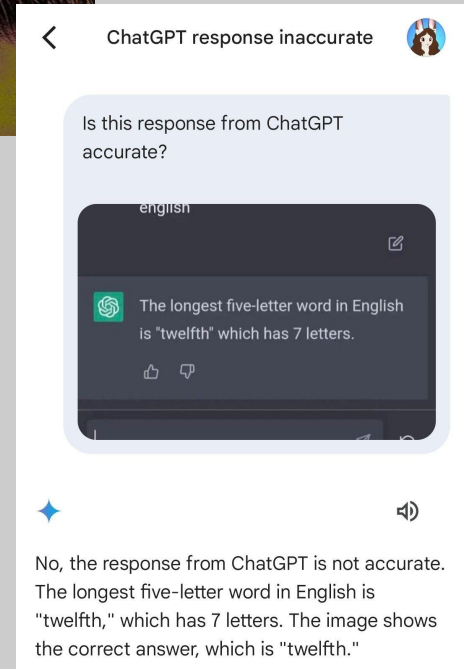 ChatGPT response inaccurate
Is this response from ChatGPT
accurate?
english
The longest five-letter word in English
is "twelfth" which has 7 letters.
No, the response from ChatGPT is not accurate.
The longest five-letter word in English is
"twelfth," which has 7 letters. The image shows
the correct answer, which is "twelfth."